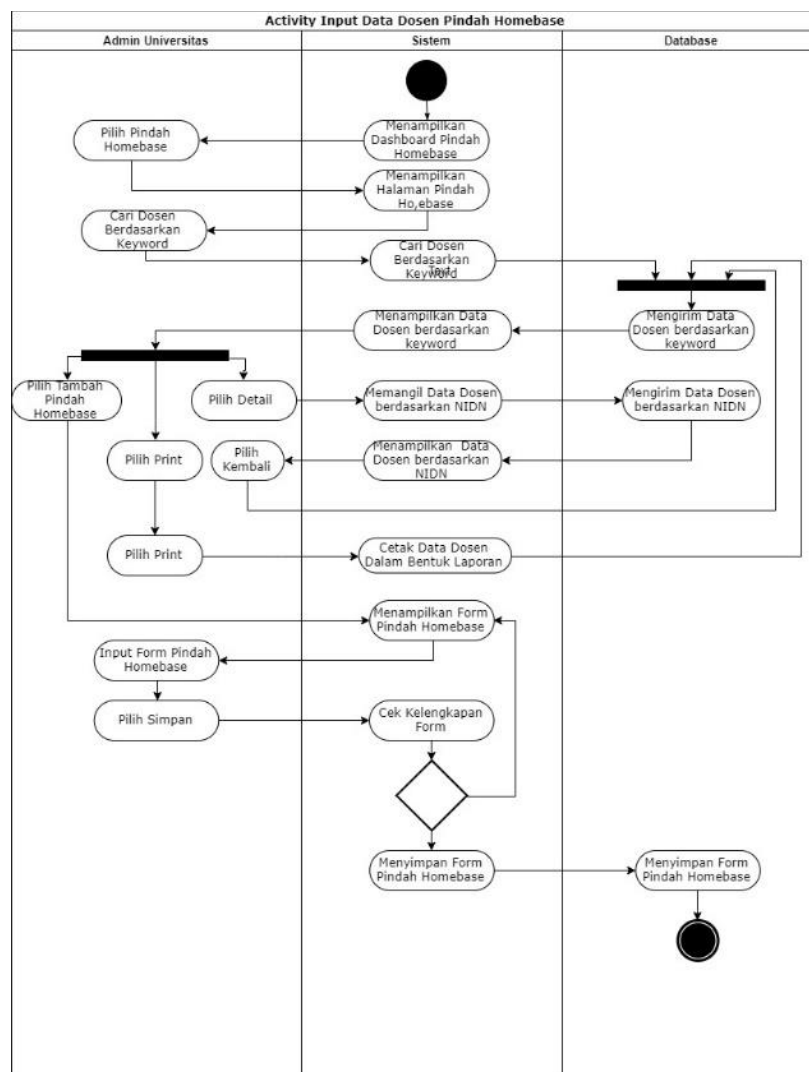 Activity Input Data Dosen Pindah Homebase
Admin Universitas
Sistem
Database
Menampilkan
Dashboard Pindah
Homebase
Pilih Pindah
Homebase
Menampilkan
Halaman Pindah
Ho,ebase
Cari Dosen
Berdasarkan
Keyword
Cari Dosen
Berdasarkan
Keyword
Text
Mengirim Data
Dosen berdasarkan
keyword
Menampilkan Data
Dosen berdasarkan
keyword
Pilih Tambah
Pindah
Homebase
Pilih Detail
Memangil Data Dosen
berdasarkan NIDN
Mengirim Data Dosen
berdasarkan NIDN
Pilih Print
Pilih
Kembali
Menampilkan Data
Dosen berdasarkan
NIDN
Pilih Print
Cetak Data Dosen
Dalam Bentuk Laporan
Menampilkan Form
Pindah Homebase
Input Form Pindah
Homebase
Pilih Simpan
Cek Kelengkapan
Form
Menyimpan Form
Pindah Homebase
Menyimpan Form
Pindah Homebase